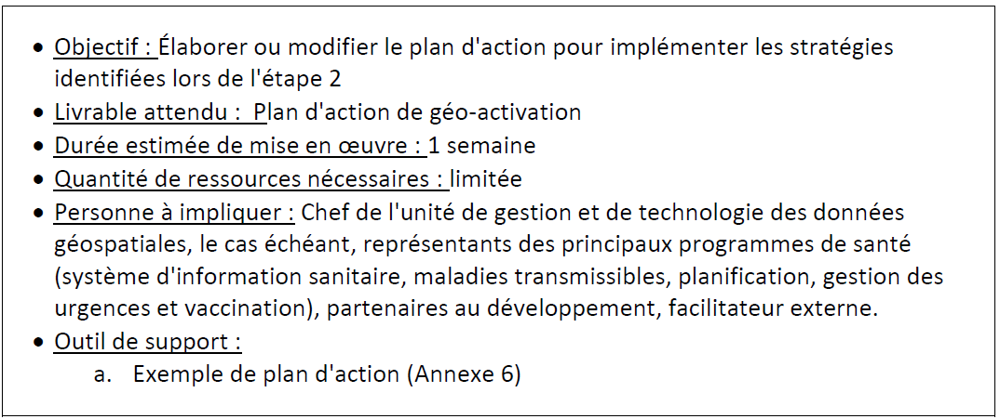 • Objectif : Élaborer ou modifier le plan d'action pour implémenter les stratégies
identifiées lors de l'étape 2
• Livrable attendu :  Plan d'action de géo-activation
• Durée estimée de mise en œuvre : 1 semaine
• Quantité de ressources nécessaires : limitée
• Personne à impliquer : Chef de l'unité de gestion et de technologie des données
géospatiales, le cas échéant, représentants des principaux programmes de santé
(système d'information sanitaire, maladies transmissibles, planification, gestion des
urgences et vaccination), partenaires au développement, facilitateur externe.
• Outil de support :
a. Exemple de plan d'action (Annexe 6)